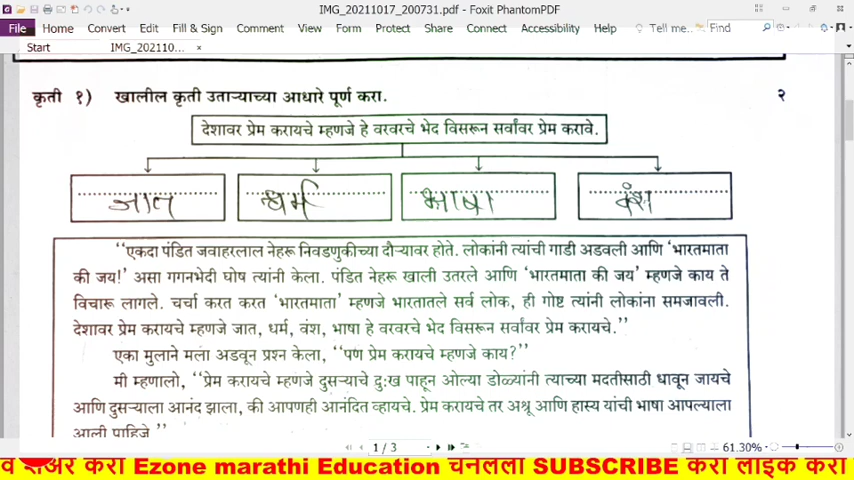 IMG_20211017_200731.pdf - Foxit PhantomPDF
File Home Convert Edit Fill & Sign Comment View Form Protect Share Connect Accessibility Help Tell me... Find
Start IMG_202110...
कृती १) खालील कृती उताऱ्याच्या आधारे पूर्ण करा. २
देशावर प्रेम करायचे म्हणजे हे वरवरचे भेद विसरून सर्वांवर प्रेम करावे.
जात धर्म भाषा वंश
“एकदा पंडित जवाहरलाल नेहरू निवडणुकीच्या दौऱ्यावर होते. लोकांनी त्यांची गाडी अडवली आणि ‘भारतमाता
की जय!’ असा गगनभेदी घोष त्यांनी केला. पंडित नेहरू खाली उतरले आणि ‘भारतमाता की जय’ म्हणजे काय ते
विचारू लागले. चर्चा करत करत ‘भारतमाता’ म्हणजे भारतातले सर्व लोक, ही गोष्ट त्यांनी लोकांना समजावली.
देशावर प्रेम करायचे म्हणजे जात, धर्म, वंश, भाषा हे वरवरचे भेद विसरून सर्वांवर प्रेम करायचे.”
एका मुलाने मला अडवून प्रश्न केला, “पण प्रेम करायचे म्हणजे काय?”
मी म्हणालो, “प्रेम करायचे म्हणजे दुसऱ्याचे दुःख पाहून ओल्या डोळ्यांनी त्याच्या मदतीसाठी धावून जायचे
आणि दुसऱ्याला आनंद झाला, की आपणही आनंदित व्हायचे. प्रेम करायचे तर अश्रू आणि हास्य यांची भाषा आपल्याला
आली पाहिजे.”
1 / 3 61.30%
व शेअर करा Ezone marathi Education चॅनलला SUBSCRIBE करा लाइक करा